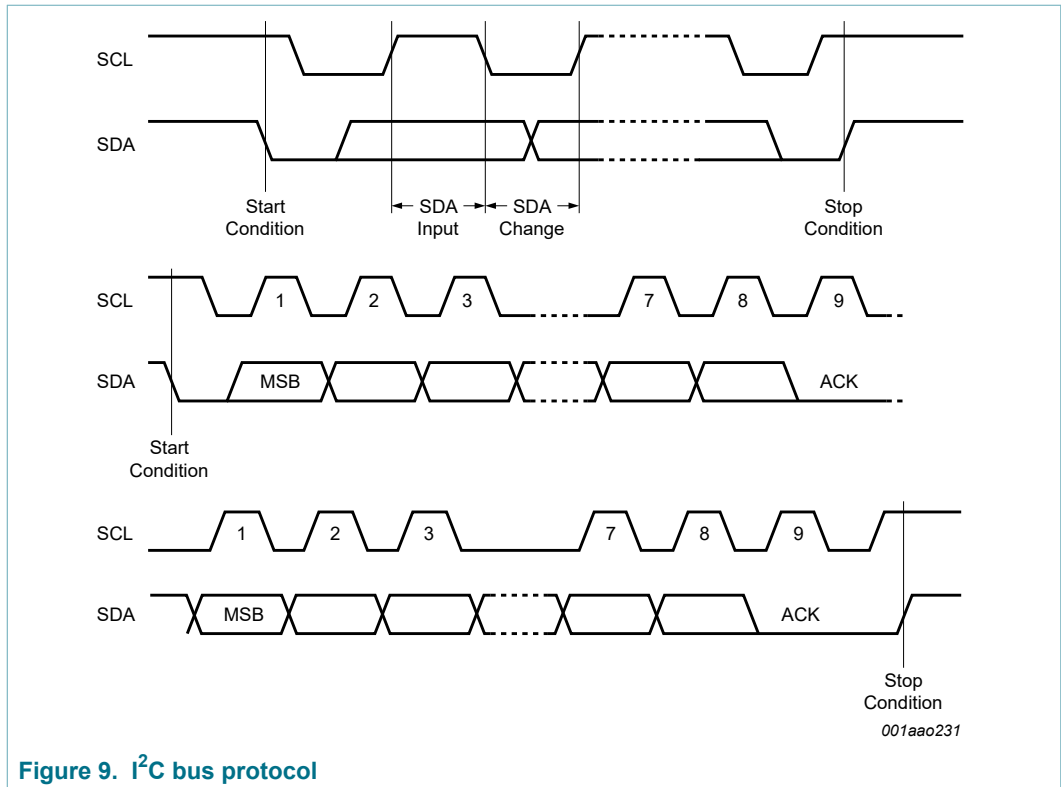 SCL
SDA
Start
Condition
SDA
Input
SDA
Change
Stop
Condition
SCL
1 2 3 7 8 9
SDA
MSB
ACK
Start
Condition
SCL
1 2 3 7 8 9
SDA
MSB
ACK
Stop
Condition
001aao231
Figure 9. I²C bus protocol